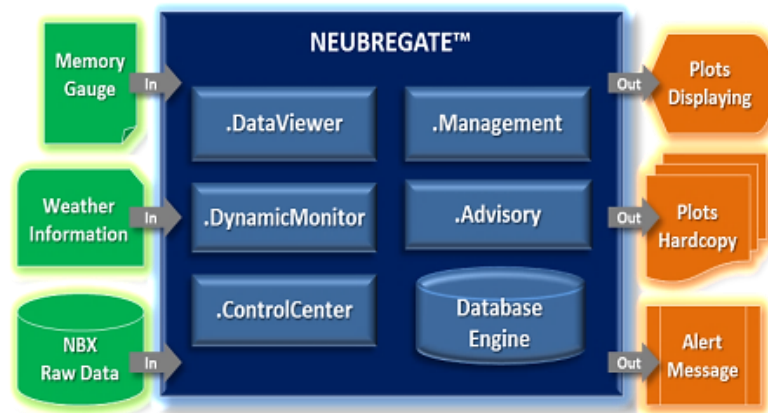 NEUBREGATE™
Memory
Gauge
In
.DataViewer
.Management
Out
Plots
Displaying
Weather
Information
In
.DynamicMonitor
.Advisory
Out
Plots
Hardcopy
NBX
Raw Data
In
.ControlCenter
Database
Engine
Out
Alert
Message